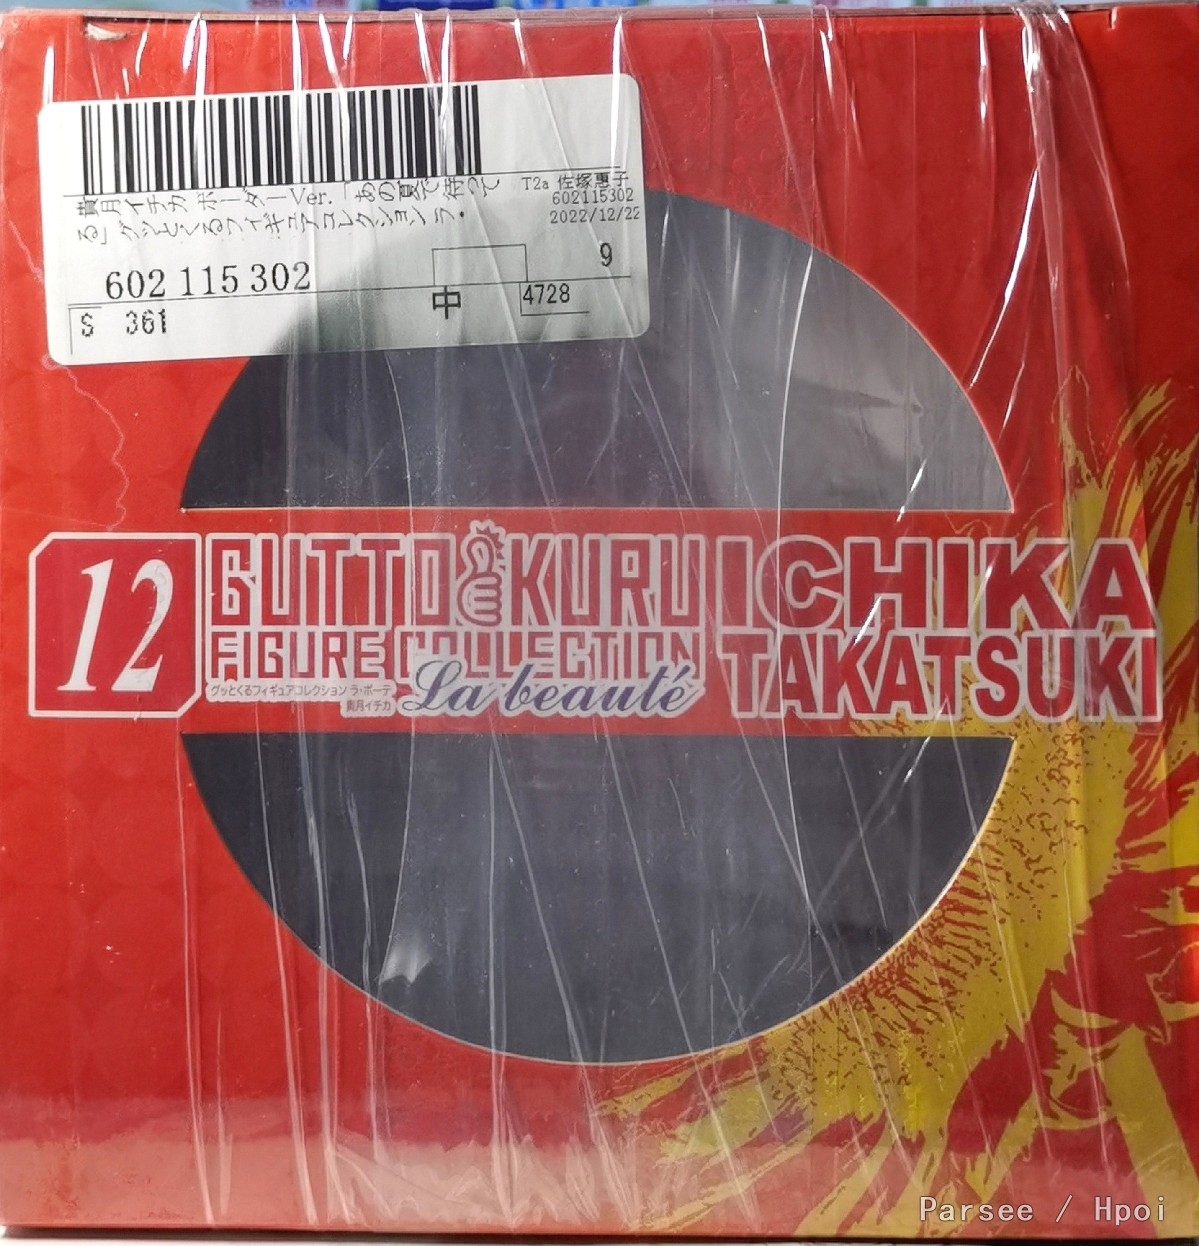 貴月イチカ ボーダーVer. 「あの夏で待って
る」 グッとくるフィギュアコレクション ラ・
T2a 佐塚惠子
602115302
2022/12/22
602 115 302
9
中
4728
S 361
12
GUTTO KURU
FIGURE COLLECTION
グッとくるフィギュアコレクション ラ・ボーテ
貴月イチカ
La beauté
ICHIKA
TAKATSUKI
Parsee / Hpoi